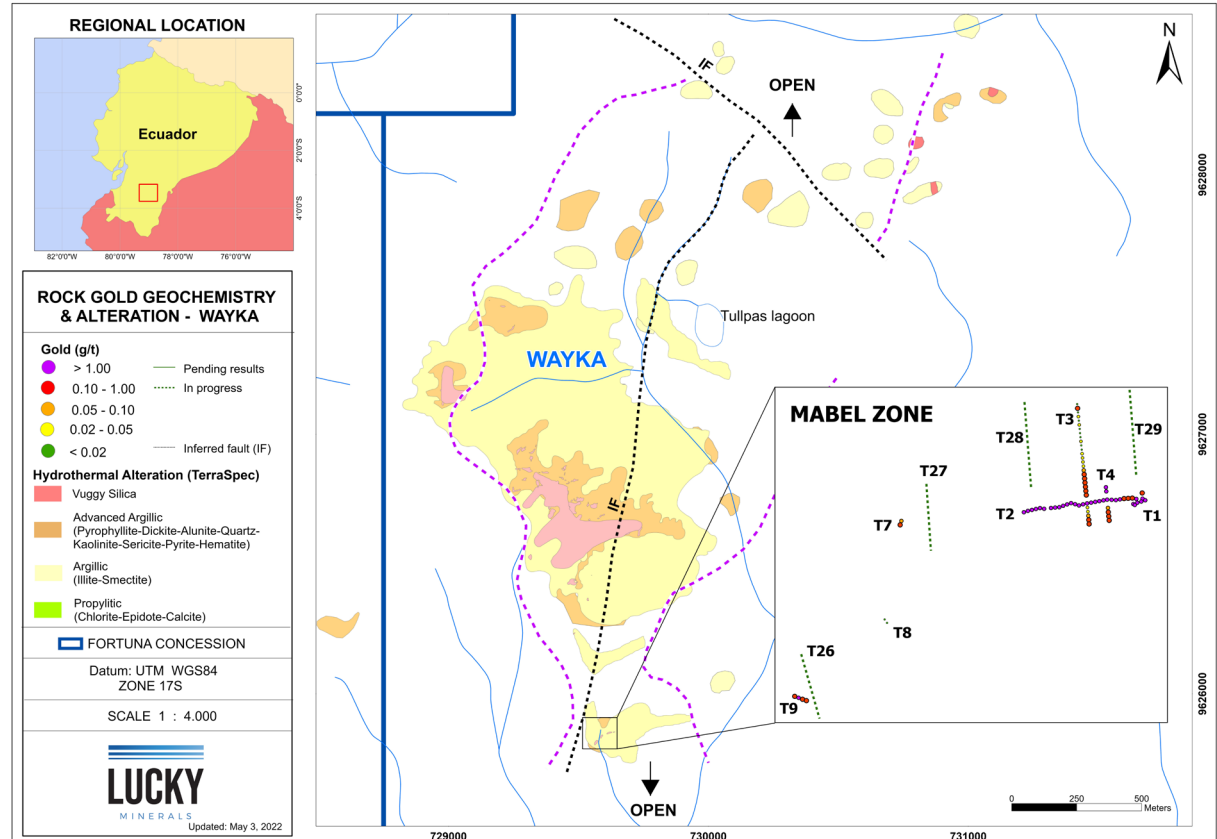 REGIONAL LOCATION
Ecuador
0°0'0"
2°0'0"S
4°0'0"S
82°0'0"W
80°0'0"W
78°0'0"W
76°0'0"W
ROCK GOLD GEOCHEMISTRY
& ALTERATION - WAYKA
Gold (g/t)
> 1.00
0.10 - 1.00
0.05 - 0.10
0.02 - 0.05
< 0.02
Pending results
In progress
Inferred fault (IF)
Hydrothermal Alteration (TerraSpec)
Vuggy Silica
Advanced Argillic
(Pyrophyllite-Dickite-Alunite-Quartz-
Kaolinite-Sericite-Pyrite-Hematite)
Argillic
(Illite-Smectite)
Propylitic
(Chlorite-Epidote-Calcite)
FORTUNA CONCESSION
Datum: UTM WGS84
ZONE 17S
SCALE 1 : 4.000
LUCKY
MINERALS
Updated: May 3, 2022
IF
OPEN
N
Tullpas lagoon
WAYKA
IF
OPEN
MABEL ZONE
T3
T28
T29
T27
T4
T2
T1
T7
T8
T26
T9
0
250
500
Meters
9628000
9627000
9626000
729000
730000
731000